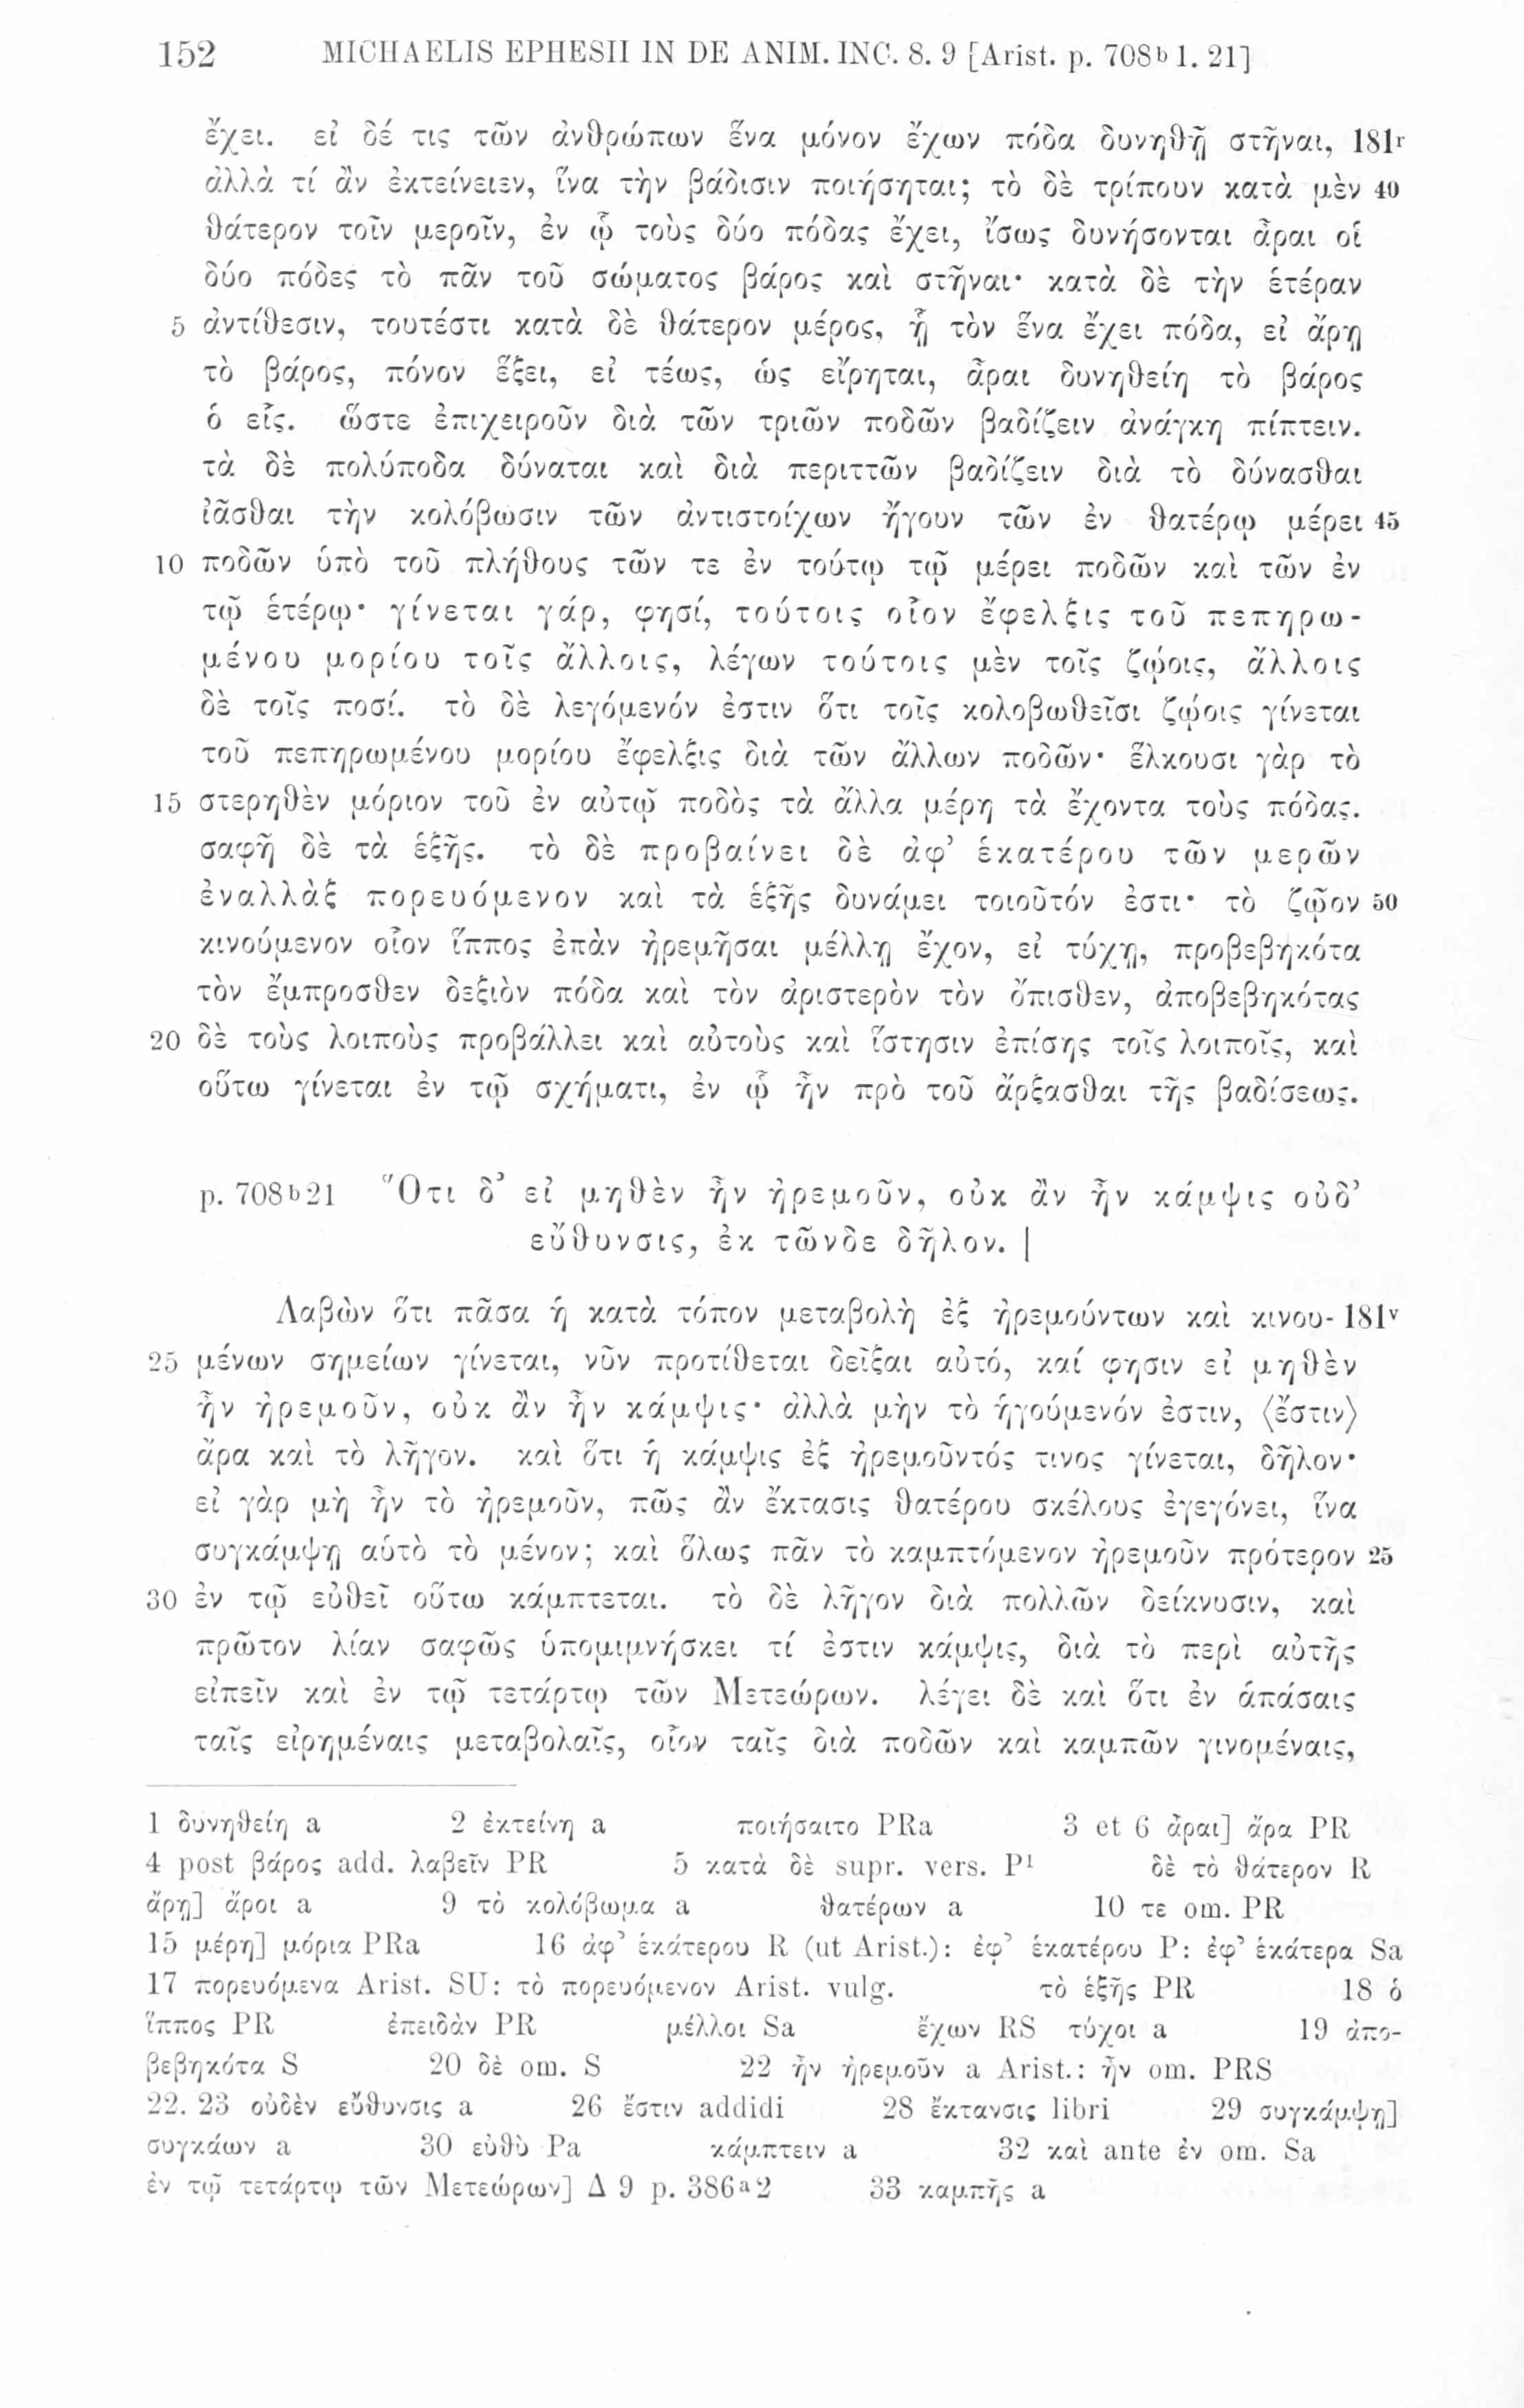 152 MICHAELIS EPHESII IN DE ANIM. INC. 8. 9 [Arist. p. 708b 1. 21]
ἔχει. εἰ δέ τις τῶν ἀνθρώπων ἕνα μόνον ἔχων πόδα δυνηθῇ στῆναι, 181r
ἀλλὰ τί ἂν ἐκτείνειεν, ἵνα τὴν βάδισιν ποιήσηται; τὸ δὲ τρίπουν κατὰ μὲν 40
θάτερον τοῖν μεροῖν, ἐν ᾧ τοὺς δύο πόδας ἔχει, ἴσως δυνήσονται ἆραι οἱ
δύο πόδες τὸ πᾶν τοῦ σώματος βάρος καὶ στῆναι· κατὰ δὲ τὴν ἑτέραν
5 ἀντίθεσιν, τουτέστι κατὰ δὲ θάτερον μέρος, ᾗ τὸν ἕνα ἔχει πόδα, εἰ ἄρῃ
τὸ βάρος, πόνον ἕξει, εἰ τέως, ὡς εἴρηται, ἆραι δυνηθείη τὸ βάρος
ὁ εἷς. ὥστε ἐπιχειροῦν διὰ τῶν τριῶν ποδῶν βαδίζειν ἀνάγκη πίπτειν.
τὰ δὲ πολύποδα δύναται καὶ διὰ περιττῶν βαδίζειν διὰ τὸ δύνασθαι
ἰᾶσθαι τὴν κολόβωσιν τῶν ἀντιστοίχων ἤγουν τῶν ἐν θατέρῳ μέρει 45
10 ποδῶν ὑπὸ τοῦ πλήθους τῶν τε ἐν τούτῳ τῷ μέρει ποδῶν καὶ τῶν ἐν
τῷ ἑτέρῳ· γίνεται γάρ, φησί, τούτοις οἷον ἔφελξις τοῦ πεπηρω-
μένου μορίου τοῖς ἄλλοις, λέγων τούτοις μὲν τοῖς ζῴοις, ἄλλοις
δὲ τοῖς ποσί. τὸ δὲ λεγόμενόν ἐστιν ὅτι τοῖς κολοβωθεῖσι ζῴοις γίνεται
τοῦ πεπηρωμένου μορίου ἔφελξις διὰ τῶν ἄλλων ποδῶν· ἕλκουσι γὰρ τὸ
15 στερηθὲν μόριον τοῦ ἐν αὐτῷ ποδὸς τὰ ἄλλα μέρη τὰ ἔχοντα τοὺς πόδας.
σαφῆ δὲ τὰ ἑξῆς. τὸ δὲ προβαίνει δὲ ἀφ’ ἑκατέρου τῶν μερῶν
ἐναλλὰξ πορευόμενον καὶ τὰ ἑξῆς δυνάμει τοιοῦτόν ἐστι· τὸ ζῷον 50
κινούμενον οἷον ἵππος ἐπὰν ἠρεμῆσαι μέλλῃ ἔχον, εἰ τύχῃ, προβεβηκότα
τὸν ἔμπροσθεν δεξιὸν πόδα καὶ τὸν ἀριστερὸν τὸν ὄπισθεν, ἀποβεβηκότας
20 δὲ τοὺς λοιποὺς προβάλλει καὶ αὐτοὺς καὶ ἵστησιν ἐπίσης τοῖς λοιποῖς, καὶ
οὕτω γίνεται ἐν τῷ σχήματι, ἐν ᾧ ἦν πρὸ τοῦ ἄρξασθαι τῆς βαδίσεως.
p. 708b21 Ὅτι δ’ εἰ μηθὲν ἦν ἠρεμοῦν, οὐκ ἂν ἦν κάμψις οὐδ’
εὔθυνσις, ἐκ τῶνδε δῆλον. |
Λαβὼν ὅτι πᾶσα ἡ κατὰ τόπον μεταβολὴ ἐξ ἠρεμούντων καὶ κινου- 181v
25 μένων σημείων γίνεται, νῦν προτίθεται δεῖξαι αὐτό, καί φησιν εἰ μηθὲν
ἦν ἠρεμοῦν, οὐκ ἂν ἦν κάμψις· ἀλλὰ μὴν τὸ ἡγούμενόν ἐστιν, ⟨ἔστιν⟩
ἄρα καὶ τὸ λῆγον. καὶ ὅτι ἡ κάμψις ἐξ ἠρεμοῦντός τινος γίνεται, δῆλον·
εἰ γὰρ μὴ ἦν τὸ ἠρεμοῦν, πῶς ἂν ἔκτασις θατέρου σκέλους ἐγεγόνει, ἵνα
συγκάμψῃ αὑτὸ τὸ μένον; καὶ ὅλως πᾶν τὸ καμπτόμενον ἠρεμοῦν πρότερον 25
30 ἐν τῷ εὐθεῖ οὕτω κάμπτεται. τὸ δὲ λῆγον διὰ πολλῶν δείκνυσιν, καὶ
πρῶτον λίαν σαφῶς ὑπομιμνήσκει τί ἐστιν κάμψις, διὰ τὸ περὶ αὐτῆς
εἰπεῖν καὶ ἐν τῷ τετάρτῳ τῶν Μετεώρων. λέγει δὲ καὶ ὅτι ἐν ἁπάσαις
ταῖς εἰρημέναις μεταβολαῖς, οἷον ταῖς διὰ ποδῶν καὶ καμπῶν γινομέναις,
1 δυνηθείη a 2 ἐκτείνη a ποιήσαιτο PRa 3 et 6 ἆραι] ἄρα PR
4 post βάρος add. λαβεῖν PR 5 κατὰ δὲ supr. vers. P1 δὲ τὸ θάτερον R
ἄρῃ] ἄροι a 9 τὸ κολόβωμα a θατέρων a 10 τε om. PR
15 μέρη] μόρια PRa 16 ἀφ’ ἑκάτερου R (ut Arist.): ἐφ’ ἑκατέρου P: ἐφ’ ἑκάτερα Sa
17 πορευόμενα Arist. SU: τὸ πορευόμενον Arist. vulg. τὸ ἑξῆς PR 18 ὁ
ἵππος PR ἐπειδὰν PR μέλλοι Sa ἔχων RS τύχοι a 19 ἀπο-
βεβηκότα S 20 δὲ om. S 22 ἦν ἠρεμοῦν a Arist.: ἦν om. PRS
22. 23 οὐδὲν εὔθυνσις a 26 ἔστιν addidi 28 ἔκτανσις libri 29 συγκάμψῃ]
συγκάων a 30 εὐθὺ Pa κάμπτειν a 32 καὶ ante ἐν om. Sa
ἐν τῷ τετάρτῳ τῶν Μετεώρων] Δ 9 p. 386a2 33 καμπῆς a